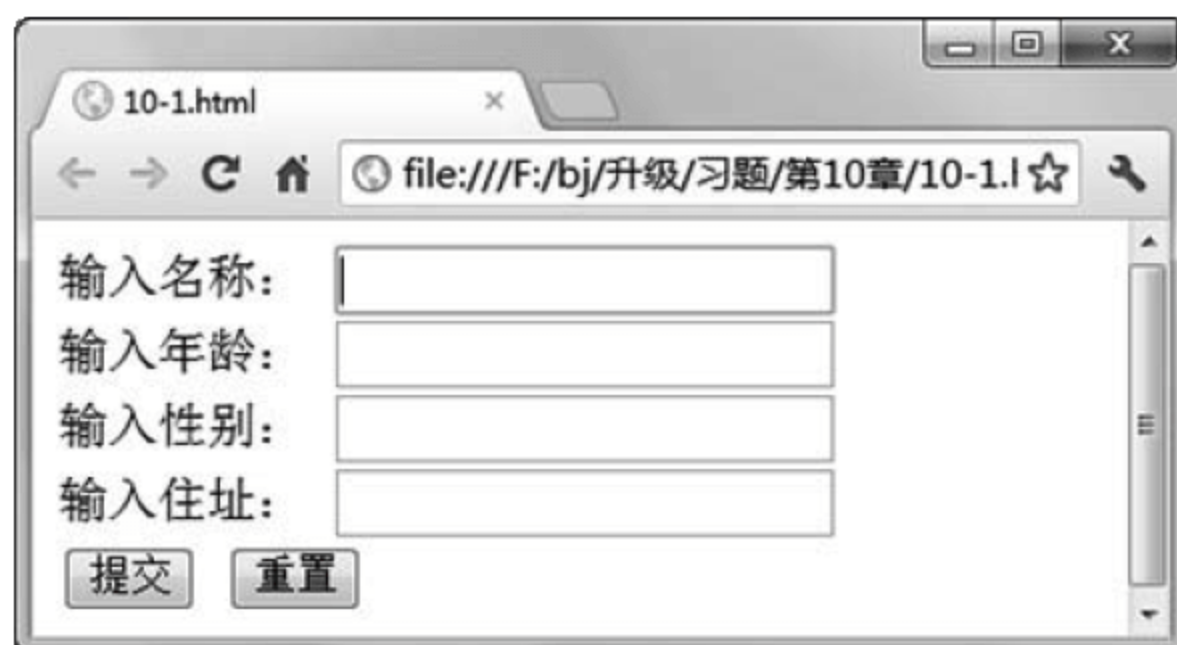 10-1.html
file:///F:/bj/升级/习题/第10章/10-1.l
输入名称：
输入年龄：
输入性别：
输入住址：
提交 重置